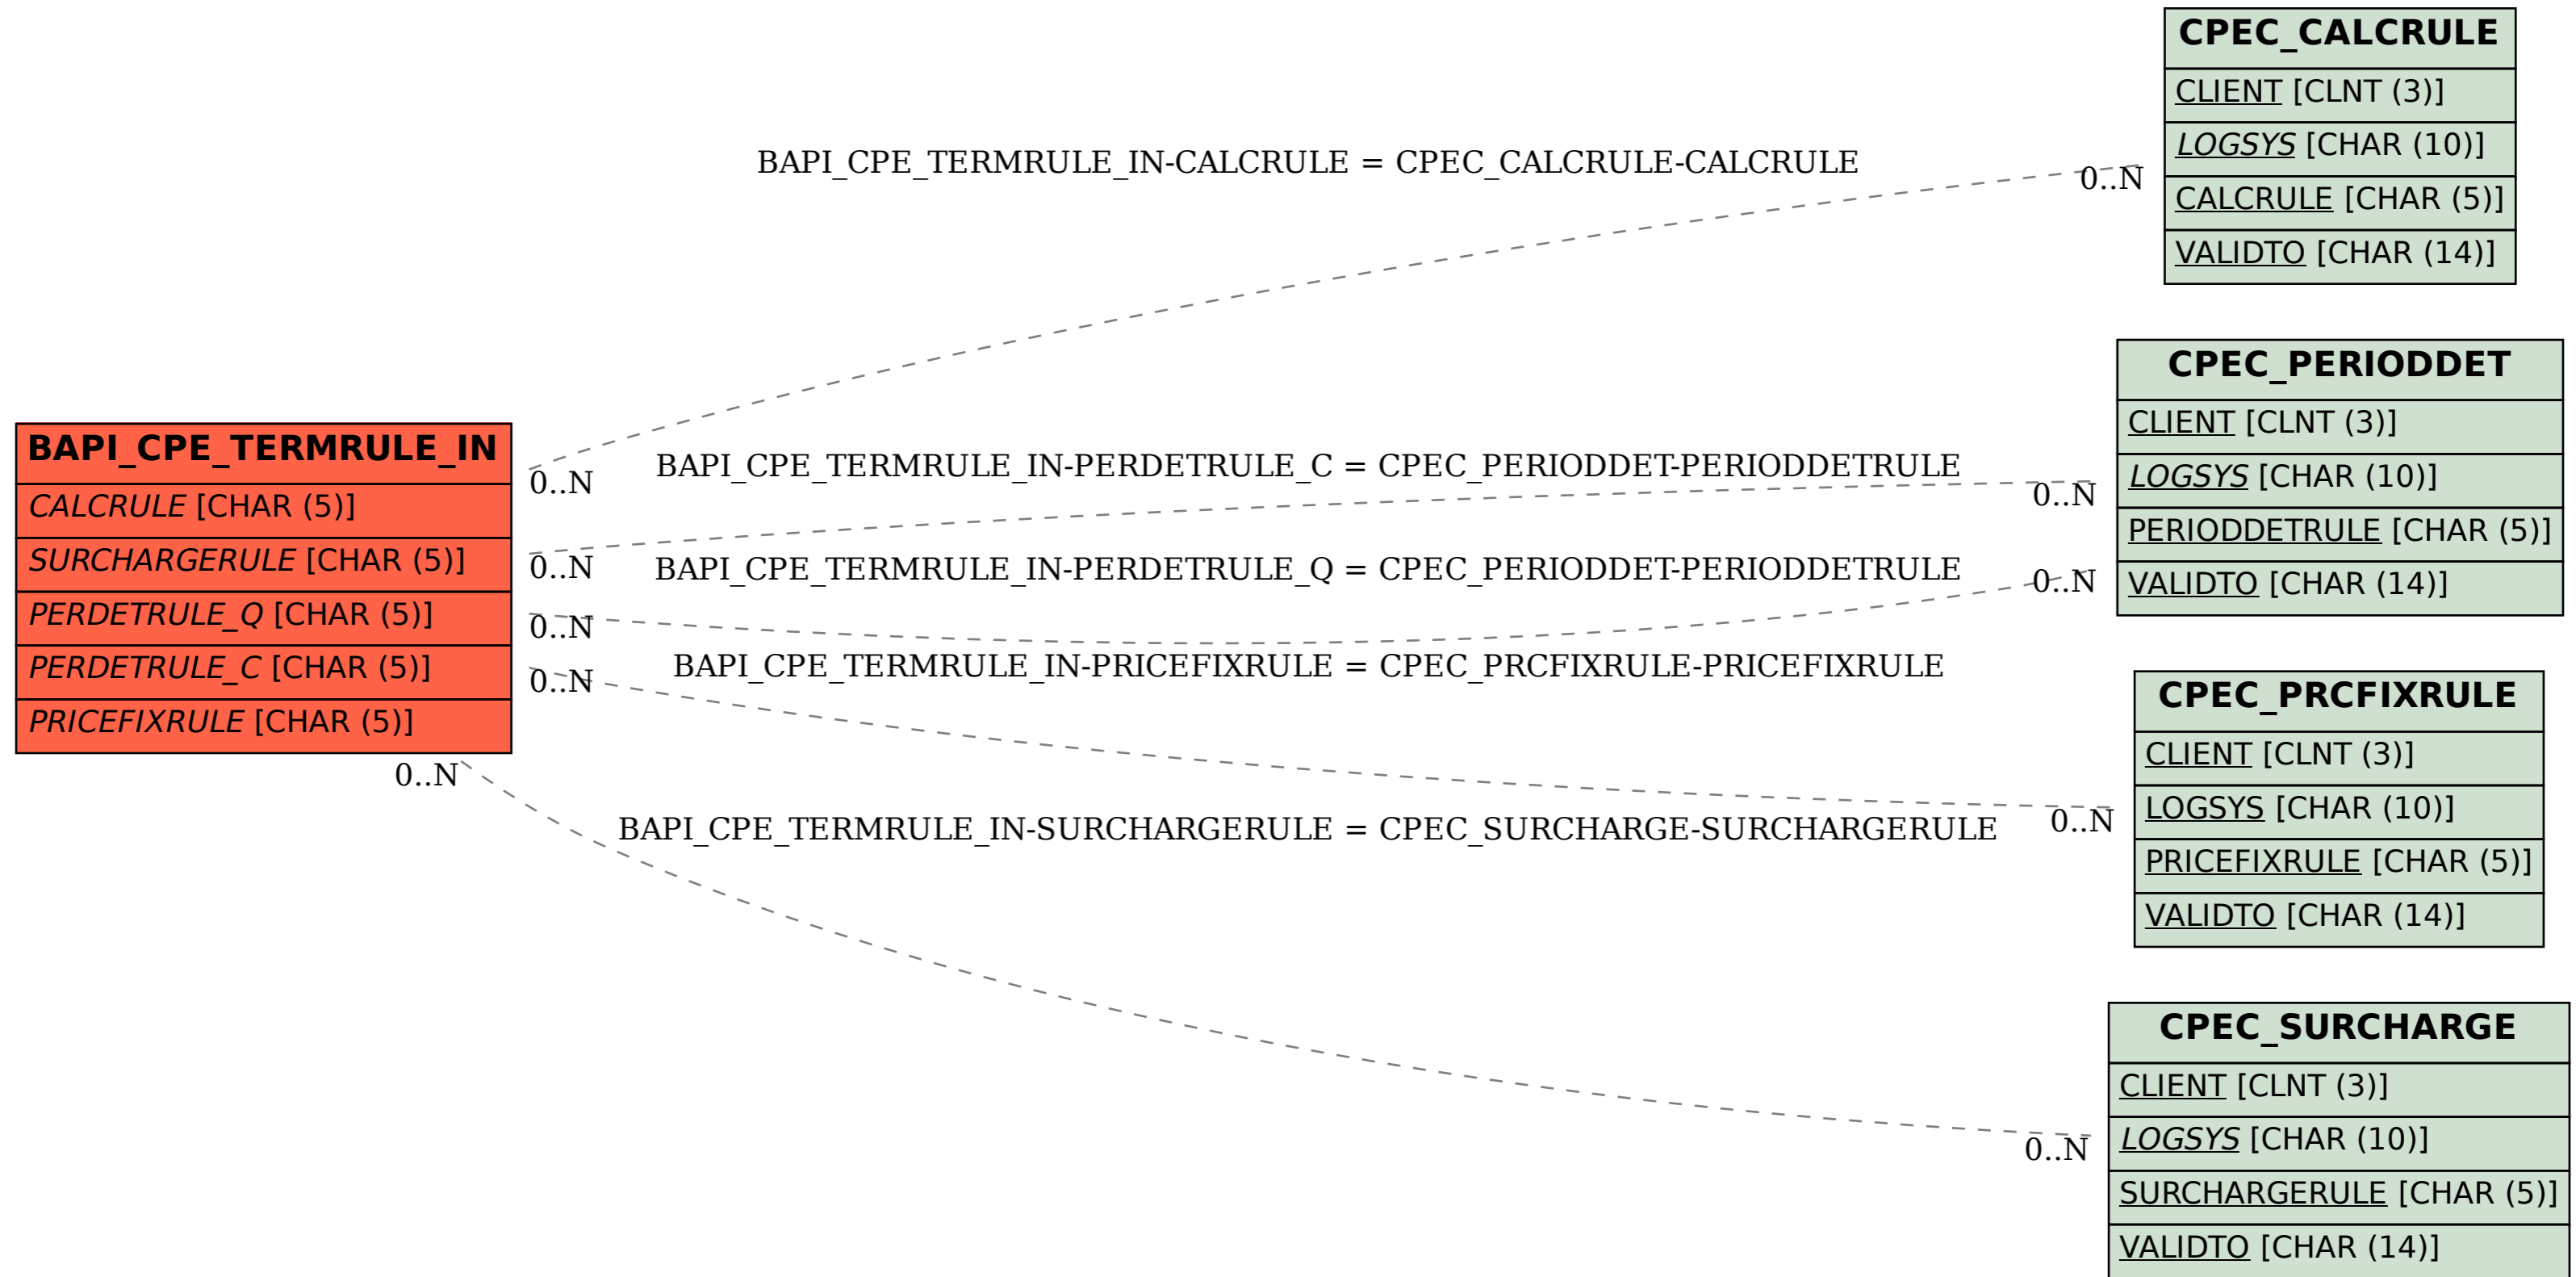 CPEC_CALCRULE
CLIENT [CLNT (3)]
LOGSYS [CHAR (10)]
CALCRULE [CHAR (5)]
VALIDTO [CHAR (14)]
BAPI_CPE_TERMRULE_IN-CALCRULE = CPEC_CALCRULE-CALCRULE
0..N
0..N
CPEC_PERIODDET
CLIENT [CLNT (3)]
LOGSYS [CHAR (10)]
PERIODDETRULE [CHAR (5)]
VALIDTO [CHAR (14)]
BAPI_CPE_TERMRULE_IN
CALCRULE [CHAR (5)]
SURCHARGERULE [CHAR (5)]
PERDETRULE_Q [CHAR (5)]
PERDETRULE_C [CHAR (5)]
PRICEFIXRULE [CHAR (5)]
BAPI_CPE_TERMRULE_IN-PERDETRULE_C = CPEC_PERIODDET-PERIODDETRULE
0..N
0..N
BAPI_CPE_TERMRULE_IN-PERDETRULE_Q = CPEC_PERIODDET-PERIODDETRULE
0..N
0..N
BAPI_CPE_TERMRULE_IN-PRICEFIXRULE = CPEC_PRCFIXRULE-PRICEFIXRULE
0..N
0..N
CPEC_PRCFIXRULE
CLIENT [CLNT (3)]
LOGSYS [CHAR (10)]
PRICEFIXRULE [CHAR (5)]
VALIDTO [CHAR (14)]
0..N
BAPI_CPE_TERMRULE_IN-SURCHARGERULE = CPEC_SURCHARGE-SURCHARGERULE
0..N
CPEC_SURCHARGE
CLIENT [CLNT (3)]
LOGSYS [CHAR (10)]
SURCHARGERULE [CHAR (5)]
VALIDTO [CHAR (14)]